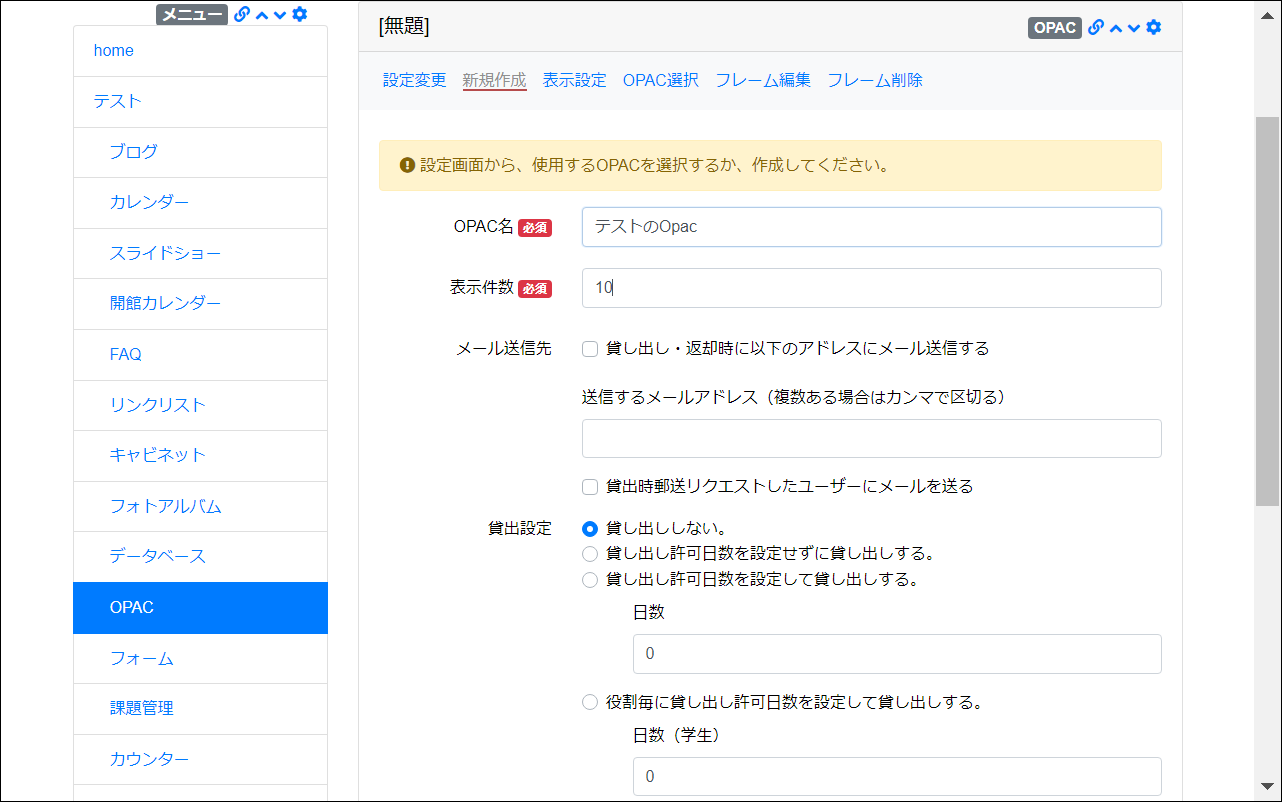 メニュー
home
テスト
ブログ
カレンダー
スライドショー
開館カレンダー
FAQ
リンクリスト
キャビネット
フォトアルバム
データベース
OPAC
フォーム
課題管理
カウンター
[無題]
OPAC
設定変更 新規作成 表示設定 OPAC選択 フレーム編集 フレーム削除
設定画面から、使用するOPACを選択するか、作成してください。
OPAC名 必須 テストのOpac
表示件数 必須 10
メール送信先 貸し出し・返却時に以下のアドレスにメール送信する
送信するメールアドレス（複数ある場合はカンマで区切る）
貸出時郵送リクエストしたユーザーにメールを送る
貸出設定 貸し出ししない。
貸し出し許可日数を設定せずに貸し出しする。
貸し出し許可日数を設定して貸し出しする。
日数
0
役割毎に貸し出し許可日数を設定して貸し出しする。
日数（学生）
0